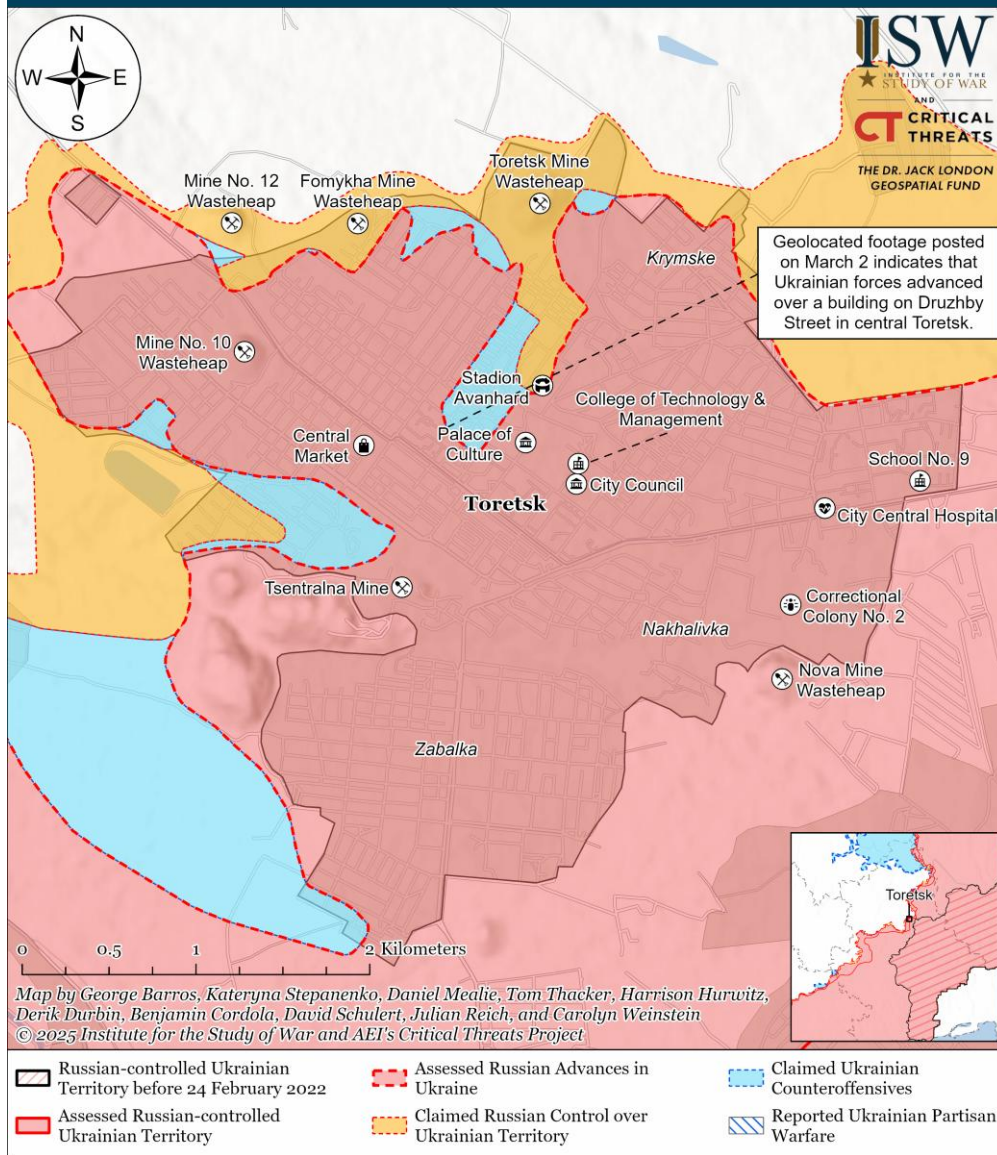 N
W
E
S
ISW
INSTITUTE FOR THE
STUDY OF WAR
AND
CT CRITICAL
THREATS
THE DR. JACK LONDON
GEOSPATIAL FUND
Mine No. 12
Wasteheap
Fomykha Mine
Wasteheap
Toretsk Mine
Wasteheap
Krymske
Geolocated footage posted
on March 2 indicates that
Ukrainian forces advanced
over a building on Druzhby
Street in central Toretsk.
Mine No. 10
Wasteheap
Stadion
Avanhard
College of Technology &
Management
Central
Market
Palace of
Culture
School No. 9
City Council
Toretsk
City Central Hospital
Tsentralna Mine
Correctional
Colony No. 2
Nakhalivka
Nova Mine
Wasteheap
Zabalka
Toretsk
0 0.5 1 2 Kilometers
Map by George Barros, Kateryna Stepanenko, Daniel Mealie, Tom Thacker, Harrison Hurwitz,
Derik Durbin, Benjamin Cordola, David Schulert, Julian Reich, and Carolyn Weinstein
© 2025 Institute for the Study of War and AEI's Critical Threats Project
Russian-controlled Ukrainian
Territory before 24 February 2022
Assessed Russian-controlled
Ukrainian Territory
Assessed Russian Advances in
Ukraine
Claimed Russian Control over
Ukrainian Territory
Claimed Ukrainian
Counteroffensives
Reported Ukrainian Partisan
Warfare